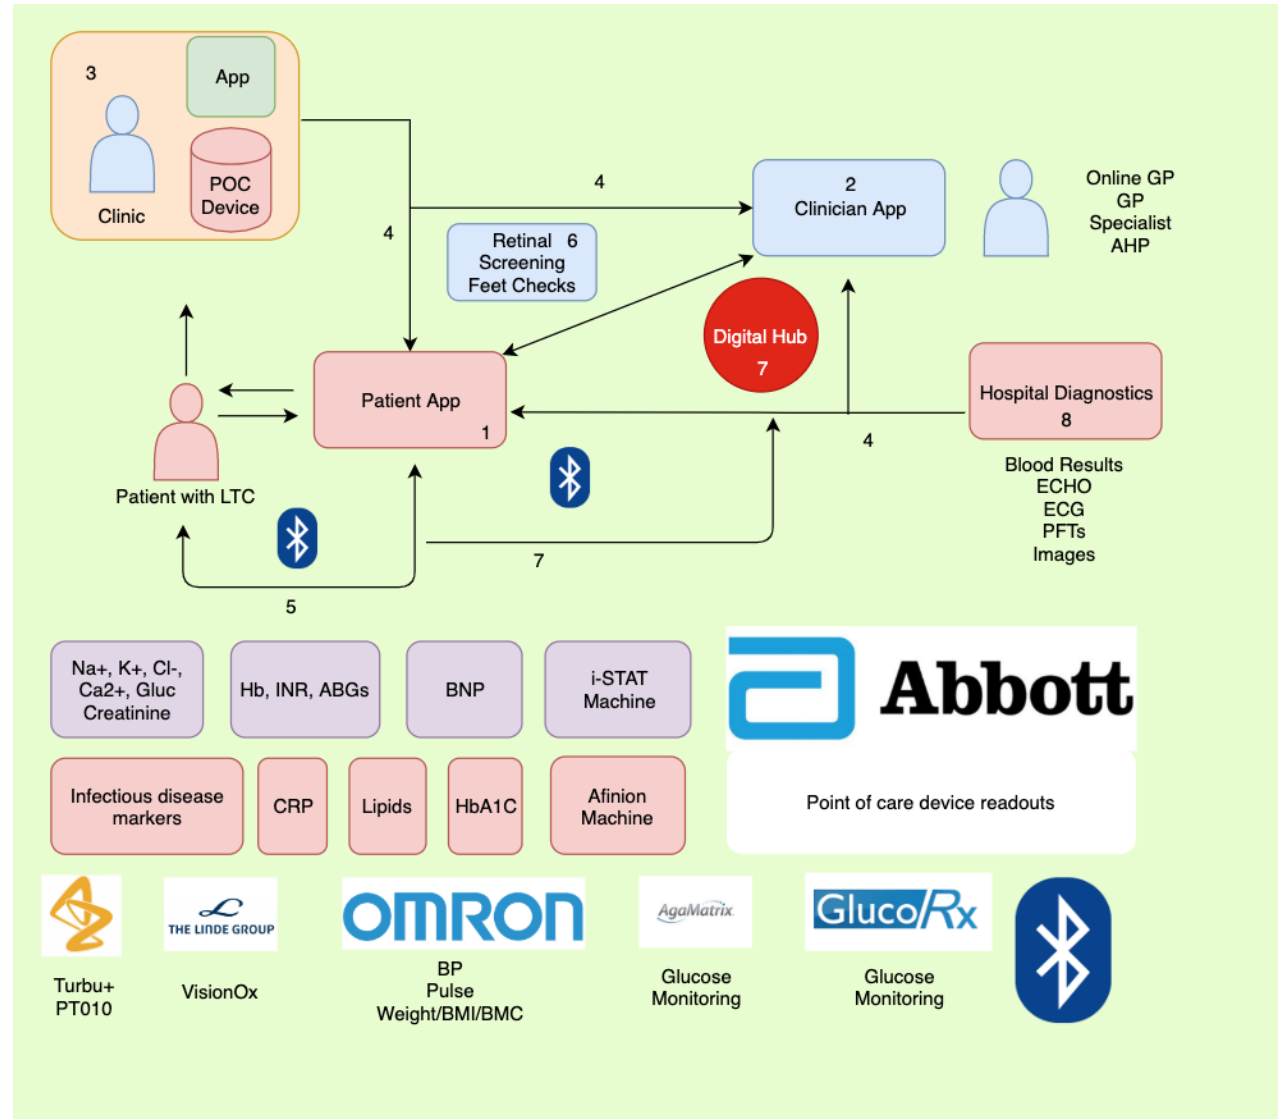 3
App
POC
Device
Clinic
4
4
2
Clinician App
Online GP
GP
Specialist
AHP
Retinal 6
Screening
Feet Checks
Digital Hub
7
Patient App
1
Hospital Diagnostics
8
4
Blood Results
ECHO
ECG
PFTs
Images
Patient with LTC
7
5
Na+, K+, Cl-,
Ca2+, Gluc
Creatinine
Hb, INR, ABGs
BNP
i-STAT
Machine
Abbott
Infectious disease
markers
CRP
Lipids
HbA1C
Afinion
Machine
Point of care device readouts
THE LINDE GROUP
OMRON
AgaMatrix
GlucoRx
Turbu+
PT010
VisionOx
BP
Pulse
Weight/BMI/BMC
Glucose
Monitoring
Glucose
Monitoring